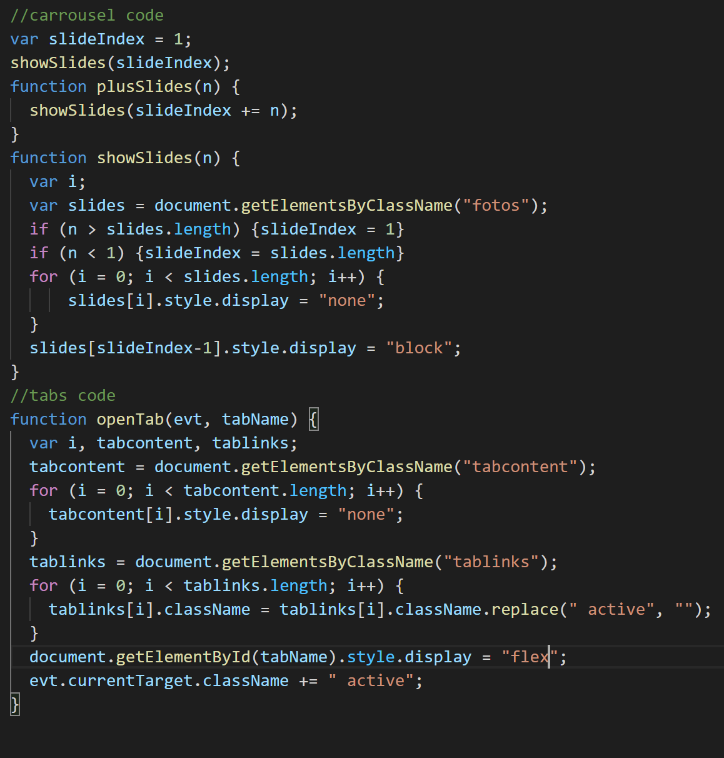 //carrousel code
var slideIndex = 1;
showSlides(slideIndex);
function plusSlides(n) {
  showSlides(slideIndex += n);
}
function showSlides(n) {
  var i;
  var slides = document.getElementsByClassName("fotos");
  if (n > slides.length) {slideIndex = 1}
  if (n < 1) {slideIndex = slides.length}
  for (i = 0; i < slides.length; i++) {
      slides[i].style.display = "none";
  }
  slides[slideIndex-1].style.display = "block";
}
//tabs code
function openTab(evt, tabName) {
  var i, tabcontent, tablinks;
  tabcontent = document.getElementsByClassName("tabcontent");
  for (i = 0; i < tabcontent.length; i++) {
    tabcontent[i].style.display = "none";
  }
  tablinks = document.getElementsByClassName("tablinks");
  for (i = 0; i < tablinks.length; i++) {
    tablinks[i].className = tablinks[i].className.replace(" active", "");
  }
  document.getElementById(tabName).style.display = "flex";
  evt.currentTarget.className += " active";
}